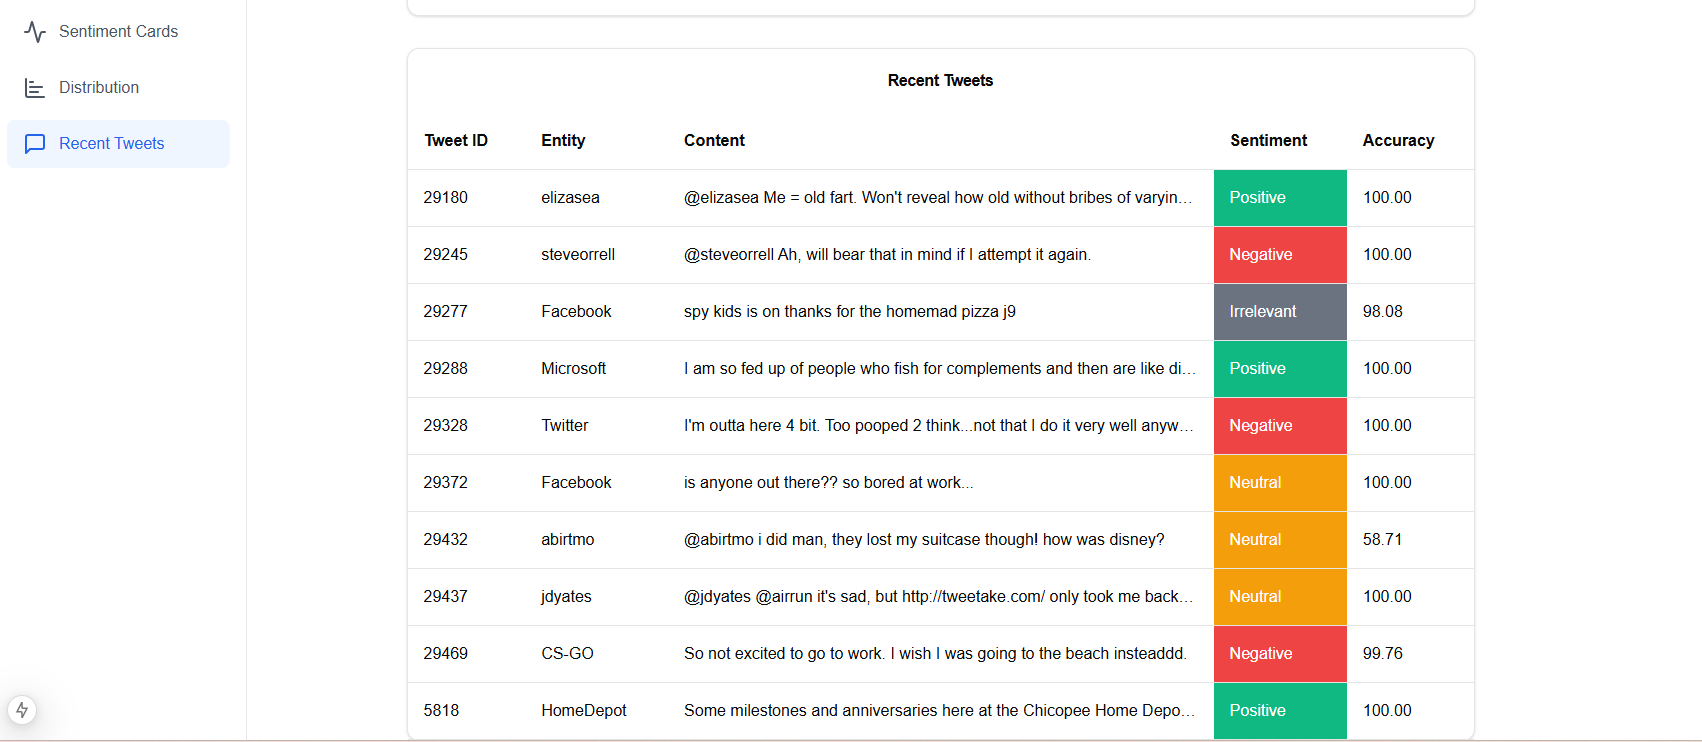 Sentiment Cards
Distribution
Recent Tweets
Recent Tweets
Tweet ID Entity Content Sentiment Accuracy
29180 elizasea @elizasea Me = old fart. Won't reveal how old without bribes of varyin... Positive 100.00
29245 steveorrell @steveorrell Ah, will bear that in mind if I attempt it again. Negative 100.00
29277 Facebook spy kids is on thanks for the homemad pizza j9 Irrelevant 98.08
29288 Microsoft I am so fed up of people who fish for complements and then are like di... Positive 100.00
29328 Twitter I'm outta here 4 bit. Too pooped 2 think...not that I do it very well anyw... Negative 100.00
29372 Facebook is anyone out there?? so bored at work... Neutral 100.00
29432 abirtmo @abirtmo i did man, they lost my suitcase though! how was disney? Neutral 58.71
29437 jdyates @jdyates @airrun it's sad, but http://tweetake.com/ only took me back... Neutral 100.00
29469 CS-GO So not excited to go to work. I wish I was going to the beach insteaddd. Negative 99.76
5818 HomeDepot Some milestones and anniversaries here at the Chicopee Home Depo... Positive 100.00